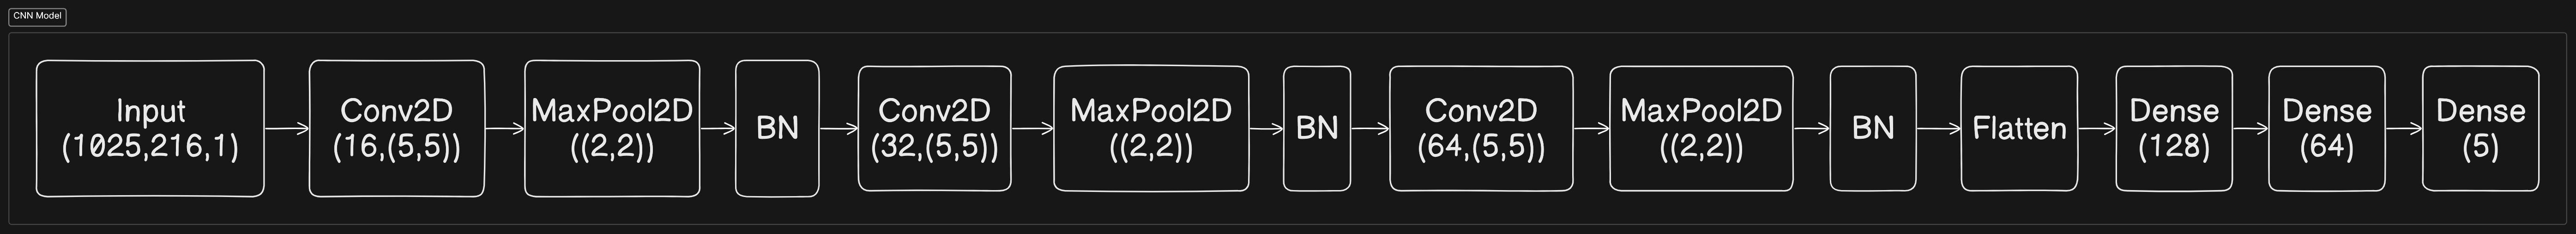 CNN Model
Input
(1025,216,1)
Conv2D
(16,(5,5))
MaxPool2D
((2,2))
BN
Conv2D
(32,(5,5))
MaxPool2D
((2,2))
BN
Conv2D
(64,(5,5))
MaxPool2D
((2,2))
BN
Flatten
Dense
(128)
Dense
(64)
Dense
(5)